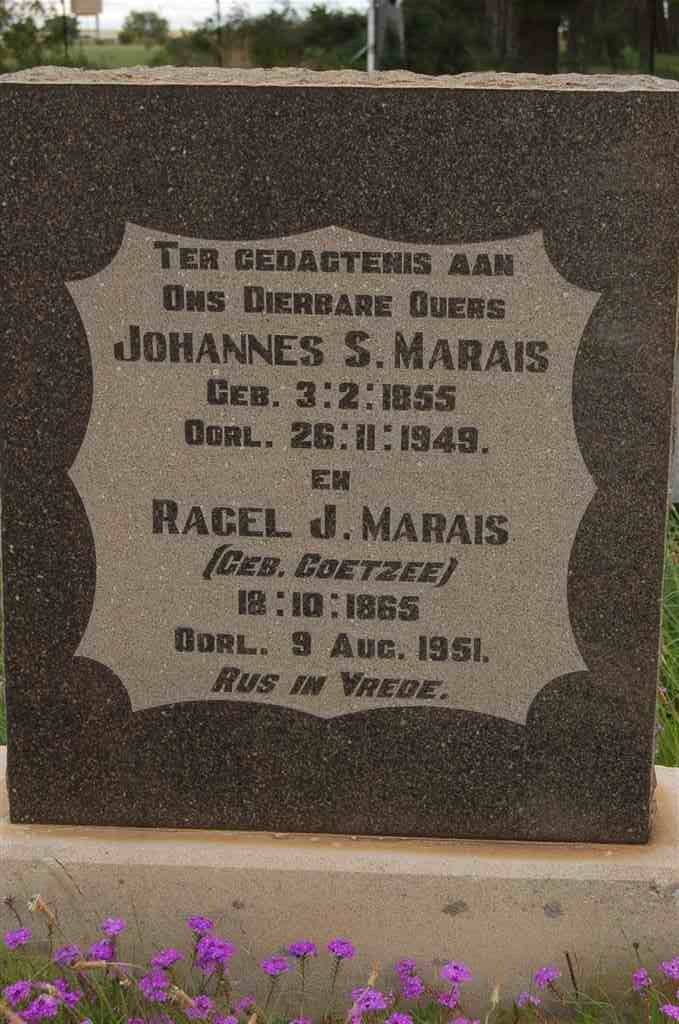 TER GEDAGTENIS AAN
ONS DIERBARE OUERS
JOHANNES S. MARAIS
GEB. 3:2:1855
OORL. 26:11:1949.
EN
RAGEL J. MARAIS
(GEB. COETZEE)
18:10:1865
OORL. 9 AUG. 1951.
RUS IN VREDE.